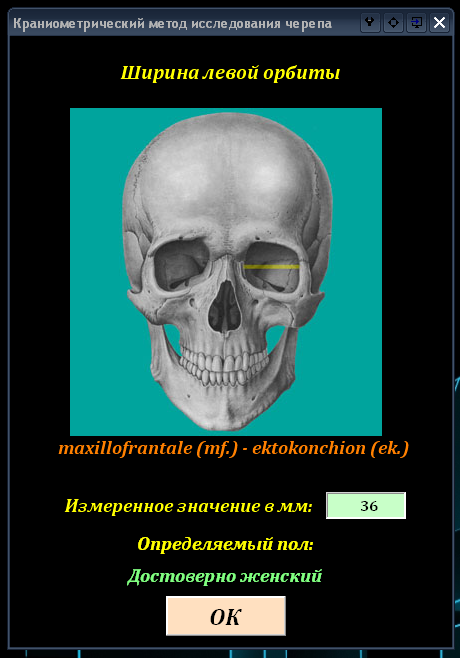 Краниометрический метод исследования черепа
Ширина левой орбиты
maxillofrantale (mf.) - ektokonchion (ek.)
Измеренное значение в мм: 36
Определяемый пол:
Достоверно женский
ОК